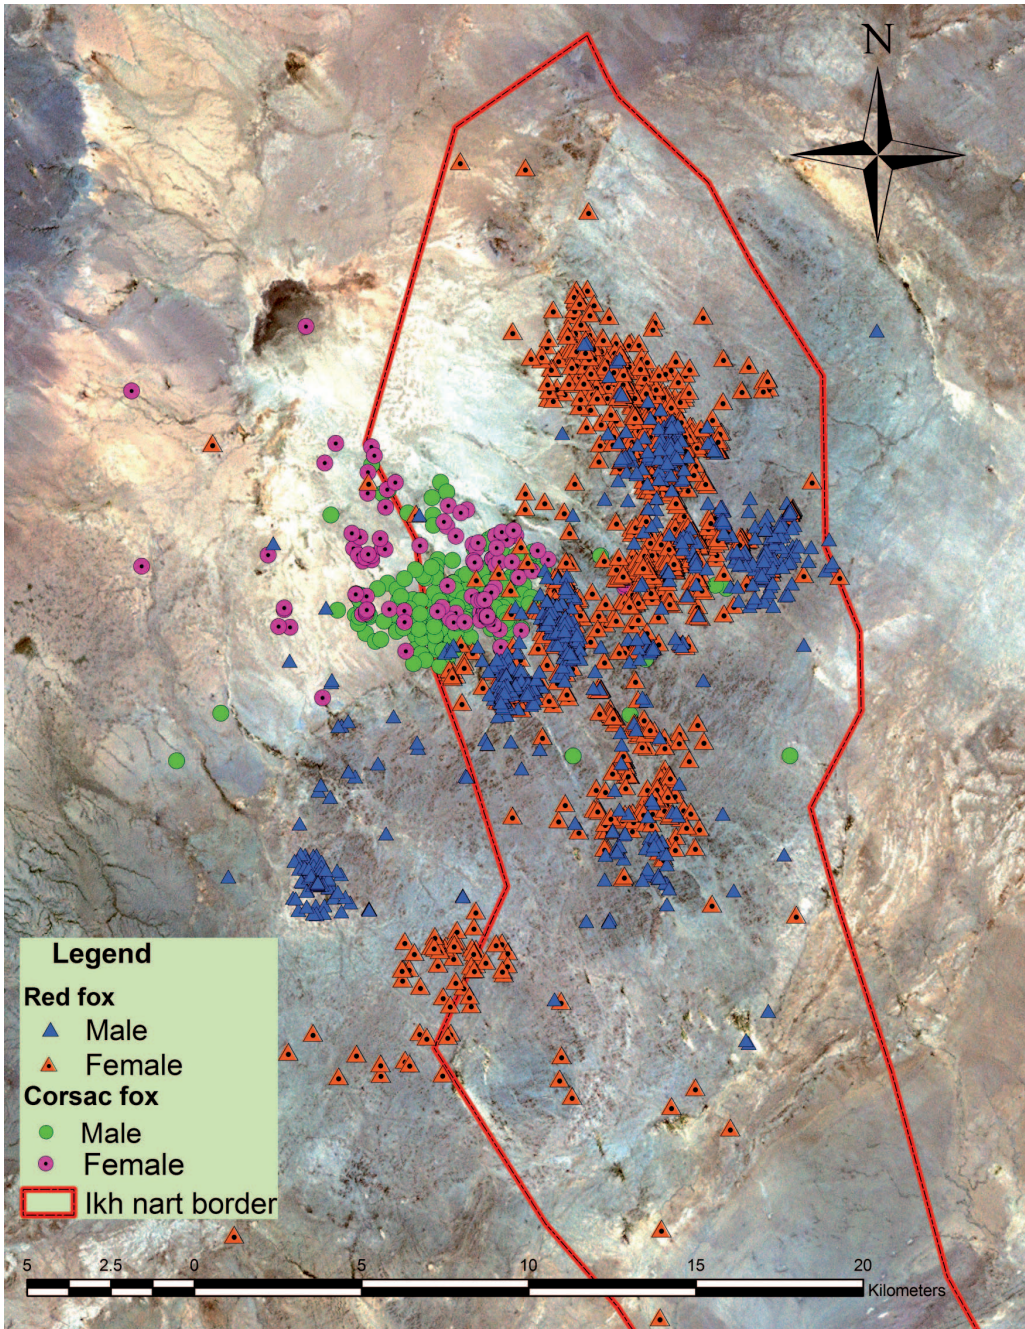 N
Legend
Red fox
Male
Female
Corsac fox
Male
Female
Ikh nart border
5 2.5 0 5 10 15 20
Kilometers